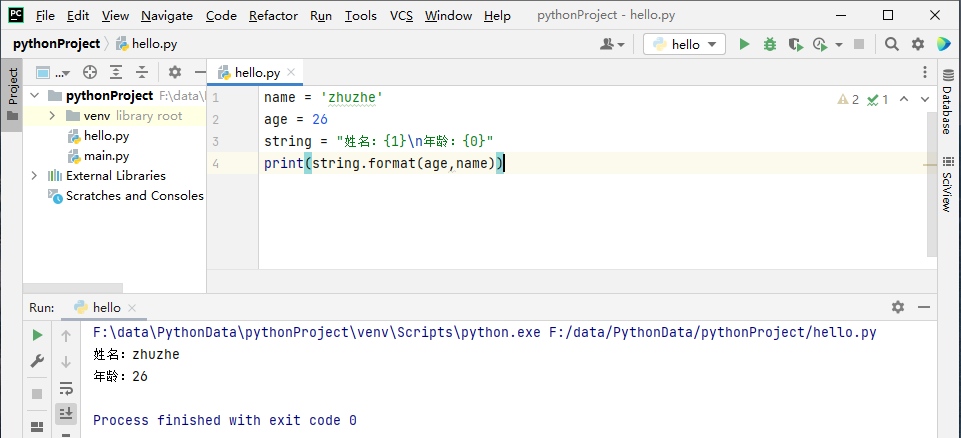 PC File Edit View Navigate Code Refactor Run Tools VCS Window Help pythonProject - hello.py
pythonProject hello.py hello
Project
... hello.py
pythonProject F:\data\
venv library root
hello.py
main.py
External Libraries
Scratches and Consoles
1 name = 'zhuzhe'
2 age = 26
3 string = "姓名：{1}\n年龄：{0}"
4 print(string.format(age,name))
2 1
Database
SciView
Run: hello
F:\data\PythonData\pythonProject\venv\Scripts\python.exe F:/data/PythonData/pythonProject/hello.py
姓名：zhuzhe
年龄：26
Process finished with exit code 0